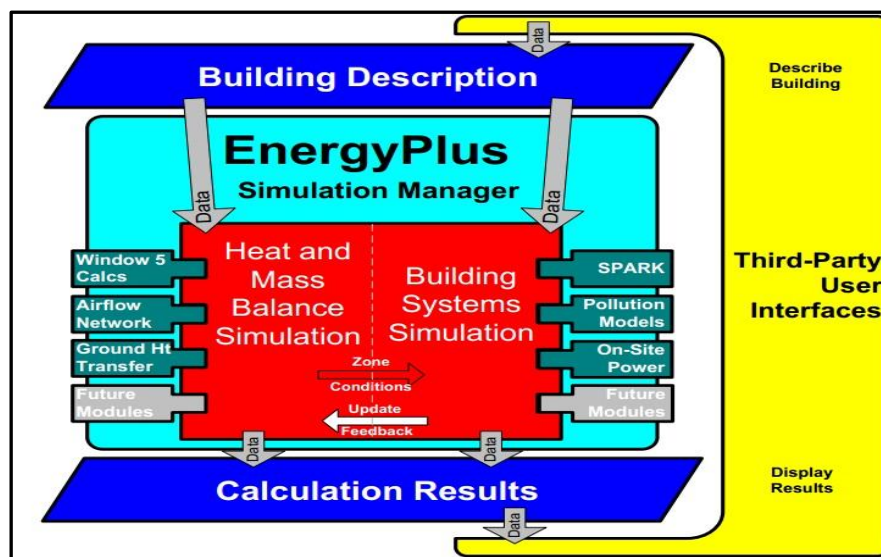 Data
Building Description
Describe
Building
EnergyPlus
Simulation Manager
Data
Data
Window 5
Calcs
Airflow
Network
Ground Ht
Transfer
Future
Modules
Heat and
Mass
Balance
Simulation
Building
Systems
Simulation
Zone
Conditions
Update
Feedback
SPARK
Pollution
Models
On-Site
Power
Future
Modules
Third-Party
User
Interfaces
Data
Data
Calculation Results
Display
Results
Data